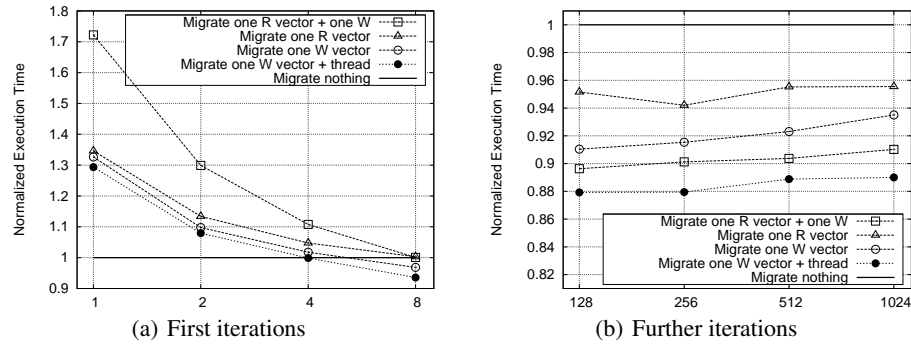 1.8
1.7
1.6
1.5
1.4
1.3
1.2
1.1
1
0.9
Normalized Execution Time
Migrate one R vector + one W
Migrate one R vector
Migrate one W vector
Migrate one W vector + thread
Migrate nothing
1 2 4 8
(a) First iterations
1
0.98
0.96
0.94
0.92
0.9
0.88
0.86
0.84
0.82
Normalized Execution Time
Migrate one R vector + one W
Migrate one R vector
Migrate one W vector
Migrate one W vector + thread
Migrate nothing
128 256 512 1024
(b) Further iterations